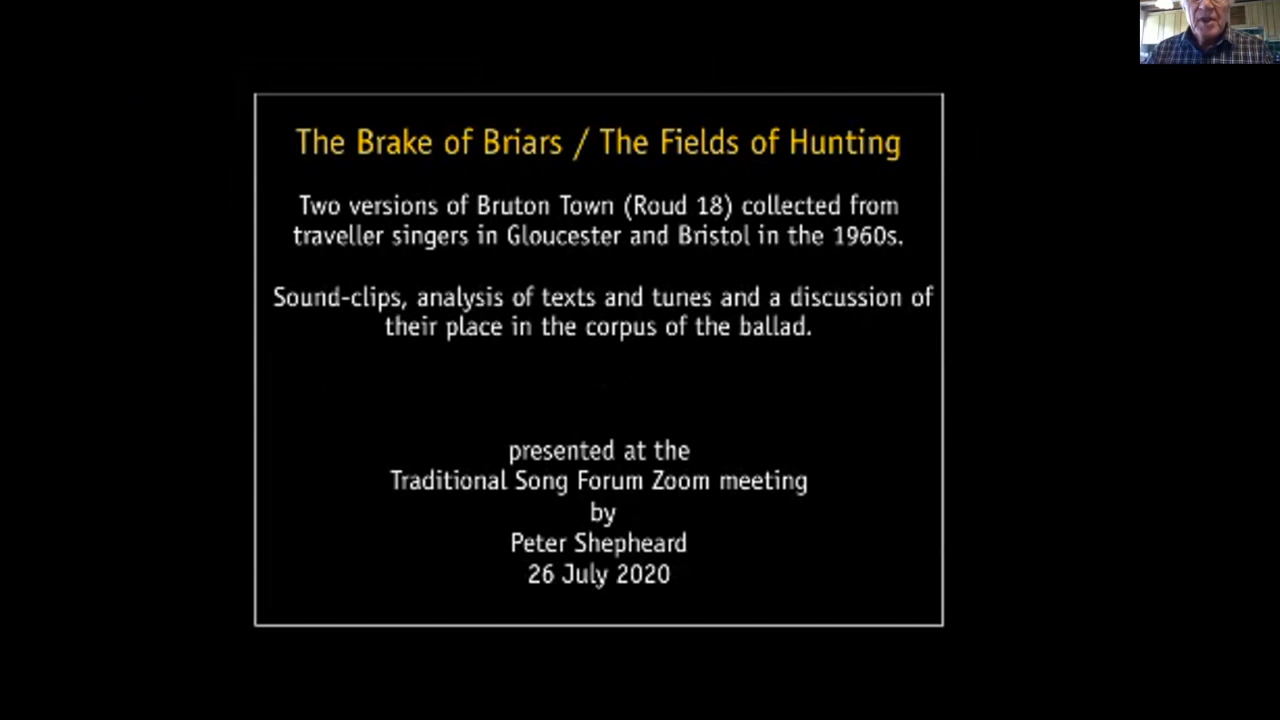 The Brake of Briars / The Fields of Hunting
Two versions of Bruton Town (Roud 18) collected from
traveller singers in Gloucester and Bristol in the 1960s.
Sound-clips, analysis of texts and tunes and a discussion of
their place in the corpus of the ballad.
presented at the
Traditional Song Forum Zoom meeting
by
Peter Shepheard
26 July 2020